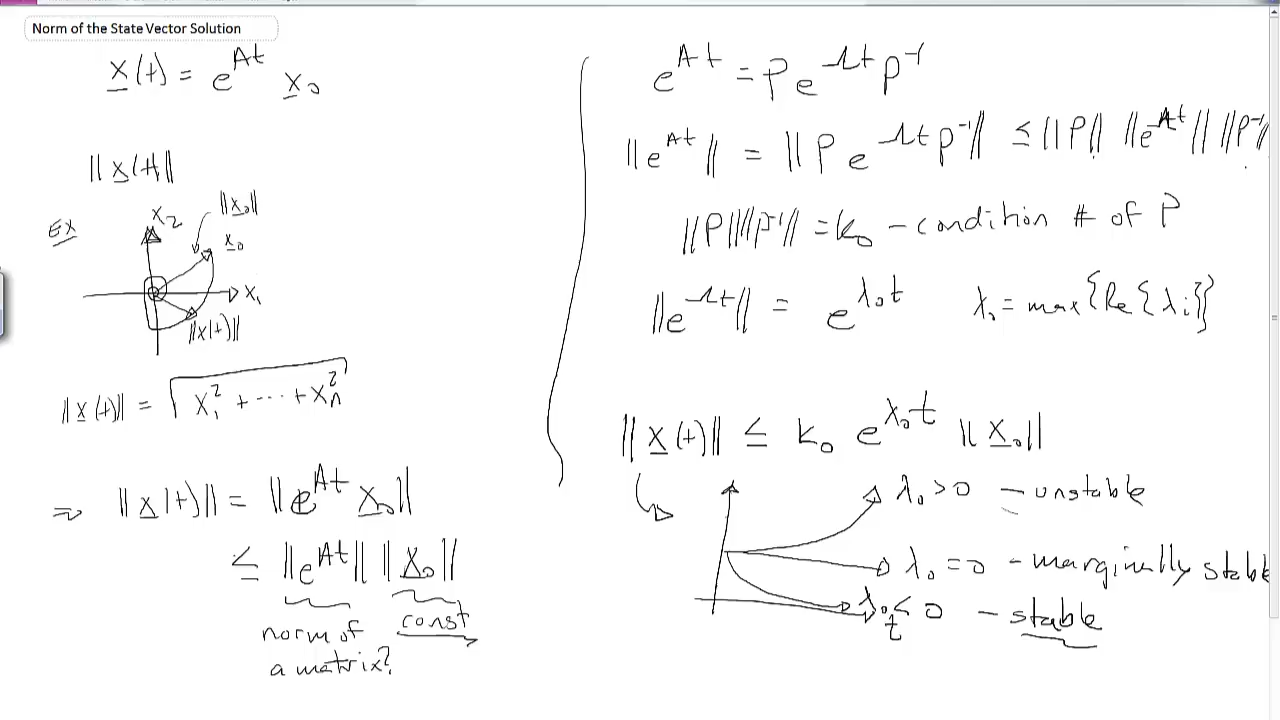 Norm of the State Vector Solution
x(t) = e^{At} x₀
||x(t)||
Ex
x₂
||x₀||
x₀
x₁
||x(t)||
||x(t)|| = √(x₁² + ··· + xₙ²)
⇒ ||x(t)|| = ||e^{At} x₀||
≤ ||e^{At}|| ||x₀||
norm of
a matrix?
const
e^{At} = P e^{Λt} P⁻¹
||e^{At}|| = ||P e^{Λt} P⁻¹|| ≤ ||P|| ||e^{Λt}|| ||P⁻¹||
||P|| ||P⁻¹|| = k₀ - condition # of P
||e^{Λt}|| = e^{λ₀t} λ₀ = max{Re{λᵢ}}
||x(t)|| ≤ k₀ e^{λ₀t} ||x₀||
λ₀ > 0 - unstable
λ₀ = 0 - marginally stable
λ₀ < 0 - stable
t